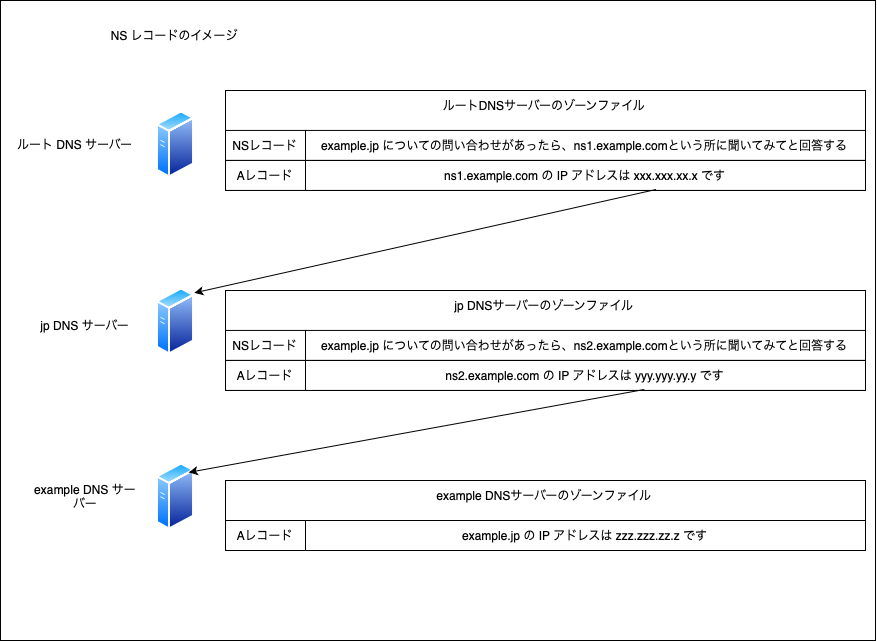 NS レコードのイメージ
ルート DNS サーバー
ルートDNSサーバーのゾーンファイル
NSレコード
example.jp についての問い合わせがあったら、ns1.example.comという所に聞いてみてと回答する
Aレコード
ns1.example.com の IP アドレスは xxx.xxx.xx.x です
jp DNS サーバー
jp DNSサーバーのゾーンファイル
NSレコード
example.jp についての問い合わせがあったら、ns2.example.comという所に聞いてみてと回答する
Aレコード
ns2.example.com の IP アドレスは yyy.yyy.yy.y です
example DNS サー
バー
example DNSサーバーのゾーンファイル
Aレコード
example.jp の IP アドレスは zzz.zzz.zz.z です